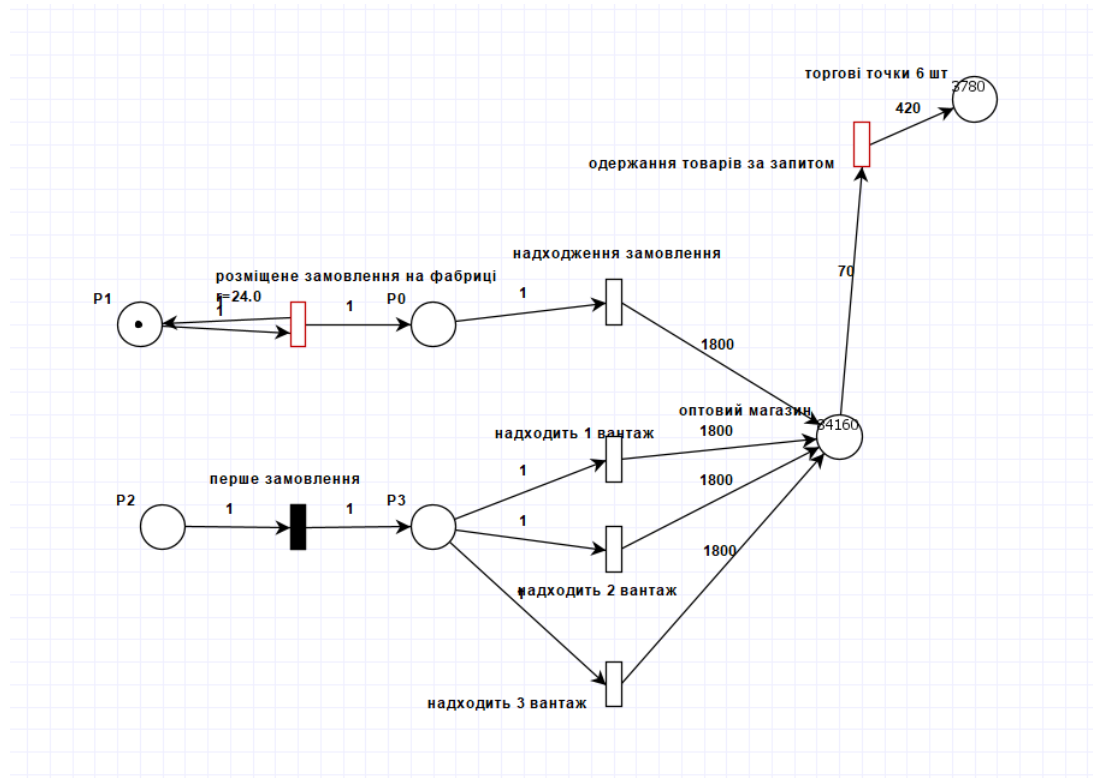 торгові точки 6 шт
3780
420
одержання товарів за запитом
70
надходження замовлення
розміщене замовлення на фабриці
r=24.0
P1
1
1
1
P0
1
1800
оптовий магазин
34160
надходить 1 вантаж
1800
перше замовлення
P2
1
1
P3
1
1
1800
1800
надходить 2 вантаж
1
надходить 3 вантаж